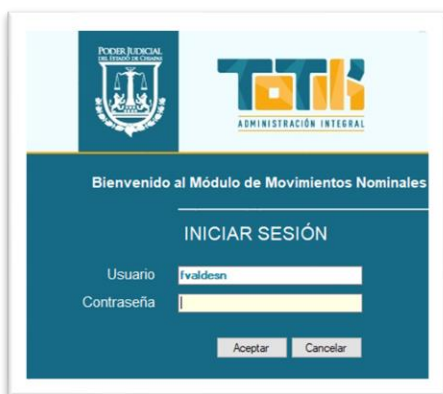 PODER JUDICIAL
DEL ESTADO DE CHIAPAS
ToTik
ADMINISTRACIÓN INTEGRAL
Bienvenido al Módulo de Movimientos Nominales
INICIAR SESIÓN
Usuario fvaldesn
Contraseña
Aceptar Cancelar